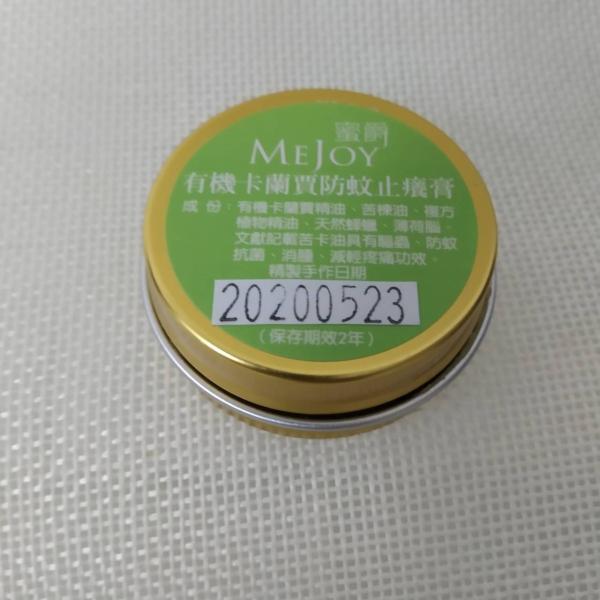 蜜爵
MEJOY
有機卡蘭賈防蚊止癢膏
成份：有機卡蘭賈精油、苦楝油、複方
植物精油、天然蜂蠟、薄荷腦。
文獻記載苦卡油具有驅蟲、防蚊
抗菌、消腫、減輕疼痛功效。
精製手作日期
20200523
（保存期效2年）